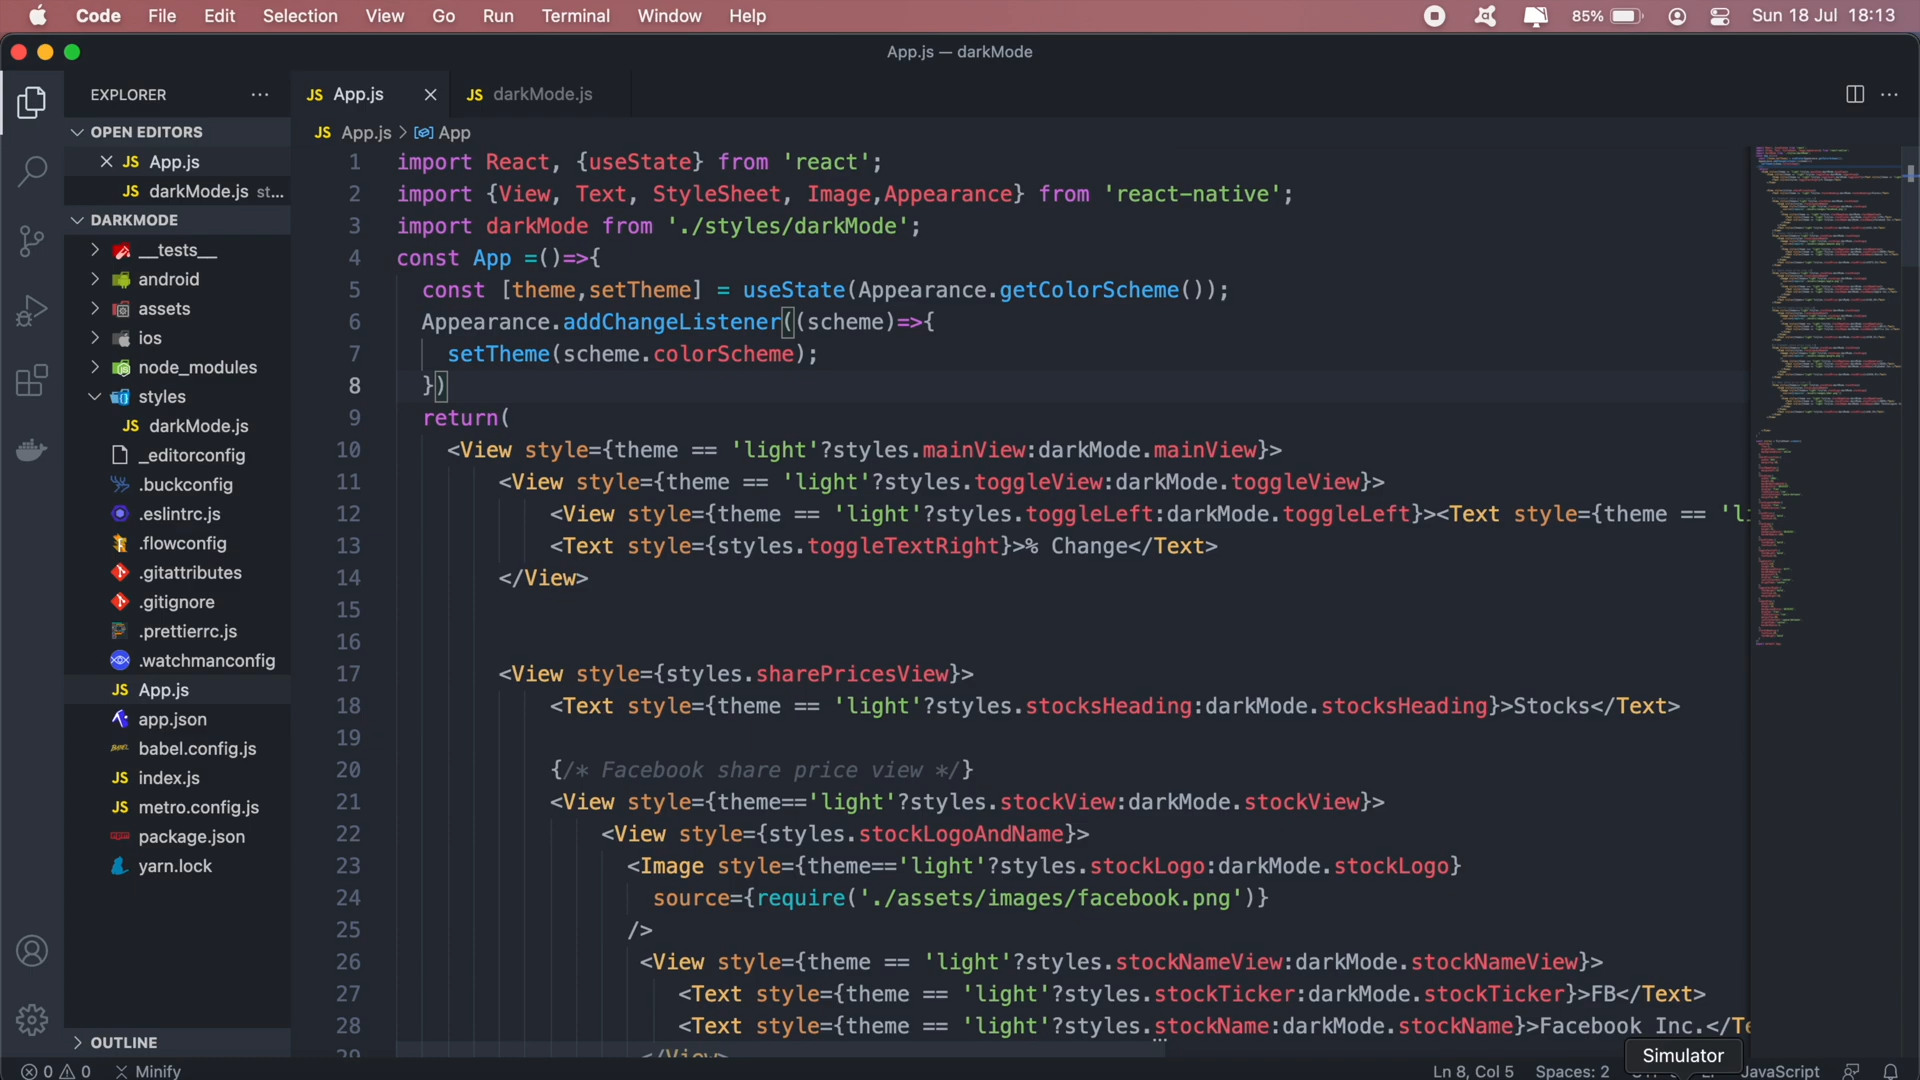 Code File Edit Selection View Go Run Terminal Window Help 85% Sun 18 Jul 18:13
App.js — darkMode
EXPLORER ···
JS App.js × JS darkMode.js ···
OPEN EDITORS
JS App.js > App
× JS App.js
JS darkMode.js st...
DARKMODE
__tests__
android
assets
ios
node_modules
styles
JS darkMode.js
_editorconfig
.buckconfig
.eslintrc.js
.flowconfig
.gitattributes
.gitignore
.prettierrc.js
.watchmanconfig
JS App.js
app.json
babel.config.js
JS index.js
JS metro.config.js
package.json
yarn.lock
OUTLINE
1 import React, {useState} from 'react';
2 import {View, Text, StyleSheet, Image,Appearance} from 'react-native';
3 import darkMode from './styles/darkMode';
4 const App =()=>{
5 const [theme,setTheme] = useState(Appearance.getColorScheme());
6 Appearance.addChangeListener((scheme)=>{
7 setTheme(scheme.colorScheme);
8 })
9 return(
10 <View style={theme == 'light'?styles.mainView:darkMode.mainView}>
11 <View style={theme == 'light'?styles.toggleView:darkMode.toggleView}>
12 <View style={theme == 'light'?styles.toggleLeft:darkMode.toggleLeft}><Text style={theme == 'li
13 <Text style={styles.toggleTextRight}>% Change</Text>
14 </View>
15
16
17 <View style={styles.sharePricesView}>
18 <Text style={theme == 'light'?styles.stocksHeading:darkMode.stocksHeading}>Stocks</Text>
19
20 {/* Facebook share price view */}
21 <View style={theme=='light'?styles.stockView:darkMode.stockView}>
22 <View style={styles.stockLogoAndName}>
23 <Image style={theme=='light'?styles.stockLogo:darkMode.stockLogo}
24 source={require('./assets/images/facebook.png')}
25 />
26 <View style={theme == 'light'?styles.stockNameView:darkMode.stockNameView}>
27 <Text style={theme == 'light'?styles.stockTicker:darkMode.stockTicker}>FB</Text>
28 <Text style={theme == 'light'?styles.stockName:darkMode.stockName}>Facebook Inc.</Te
29 </View>
Simulator
0 0 Minify Ln 8, Col 5 Spaces: 2 JavaScript